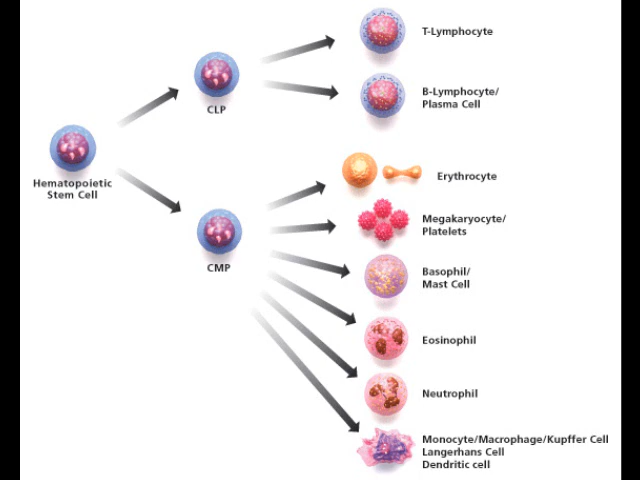 T-Lymphocyte
CLP
B-Lymphocyte/
Plasma Cell
Hematopoietic
Stem Cell
Erythrocyte
CMP
Megakaryocyte/
Platelets
Basophil/
Mast Cell
Eosinophil
Neutrophil
Monocyte/Macrophage/Kupffer Cell
Langerhans Cell
Dendritic cell